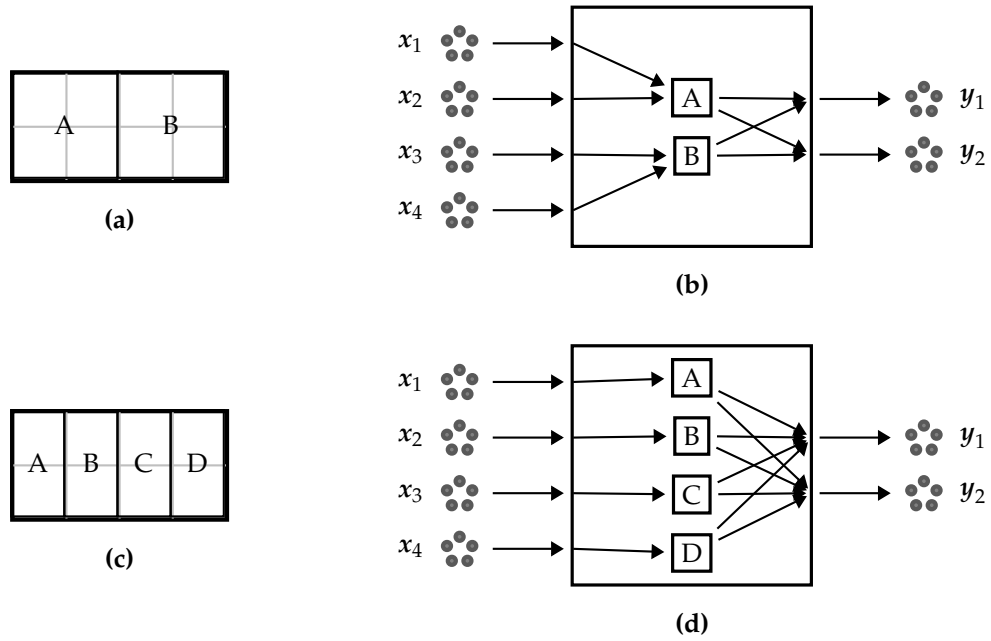 A B
(a)
x₁
x₂ A y₁
x₃ B y₂
x₄
(b)
A B C D
(c)
x₁ A
x₂ B y₁
x₃ C y₂
x₄ D
(d)